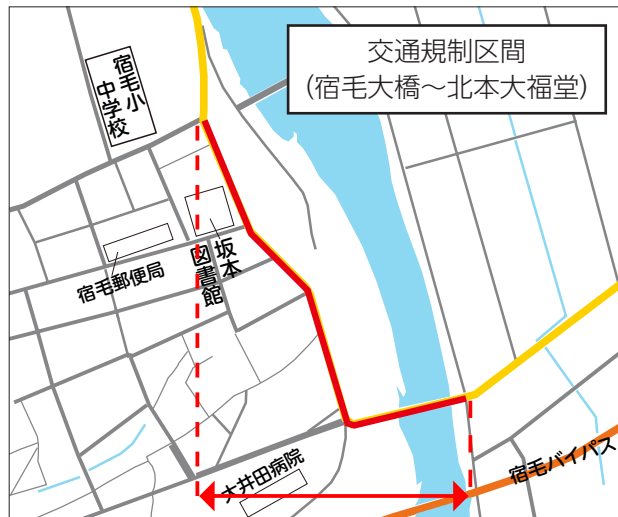 交通規制区間
(宿毛大橋～北本大福堂)
宿毛小
中学校
坂本
図書館
宿毛郵便局
大井田病院
宿毛バイパス